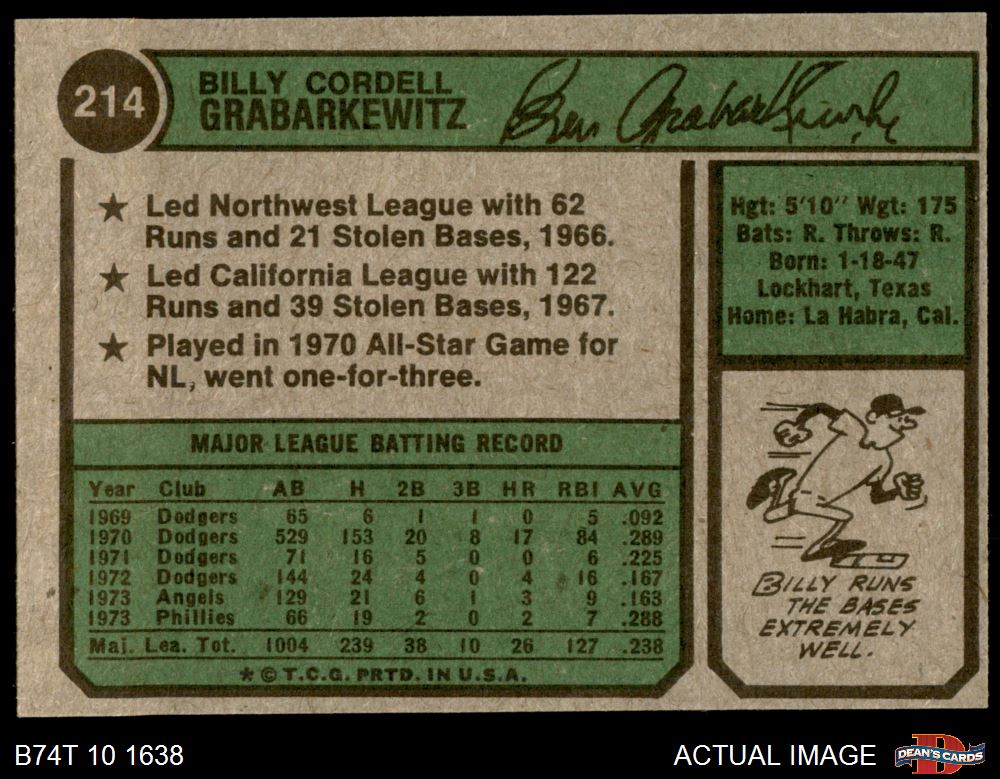 214
BILLY CORDELL
GRABARKEWITZ
★ Led Northwest League with 62
Runs and 21 Stolen Bases, 1966.
★ Led California League with 122
Runs and 39 Stolen Bases, 1967.
★ Played in 1970 All-Star Game for
NL, went one-for-three.
Hgt: 5'10" Wgt: 175
Bats: R. Throws: R.
Born: 1-18-47
Lockhart, Texas
Home: La Habra, Cal.
MAJOR LEAGUE BATTING RECORD
Year Club AB H 2B 3B HR RBI AVG
1969 Dodgers 65 6 1 1 0 5 .092
1970 Dodgers 529 153 20 8 17 84 .289
1971 Dodgers 71 16 5 0 0 6 .225
1972 Dodgers 144 24 4 0 4 16 .167
1973 Angels 129 21 6 1 3 9 .163
1973 Phillies 66 19 2 0 2 7 .288
Maj. Lea. Tot. 1004 239 38 10 26 127 .238
★ © T.C.G. PRTD. IN U.S.A.
BILLY RUNS
THE BASES
EXTREMELY
WELL.
B74T 10 1638
ACTUAL IMAGE
DEAN'S CARDS